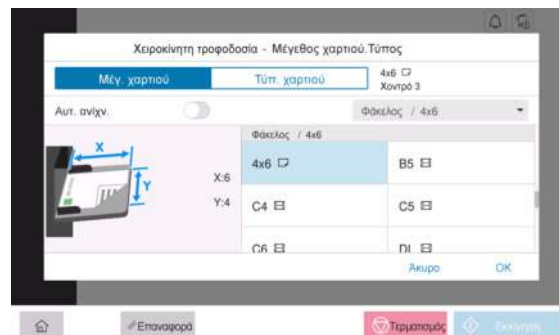 Χειροκίνητη τροφοδοσία - Μέγεθος χαρτιού.Τύπος
Μέγ. χαρτιού
Τύπ. χαρτιού
4x6
Χοντρό 3
Αυτ. ανίχν.
Φάκελος / 4x6
Φάκελος / 4x6
X
Y
X:6
Y:4
4x6
B5
C4
C5
C6
DL
Άκυρο
OK
Επαναφορά
Τερματισμός
Εκκίνηση